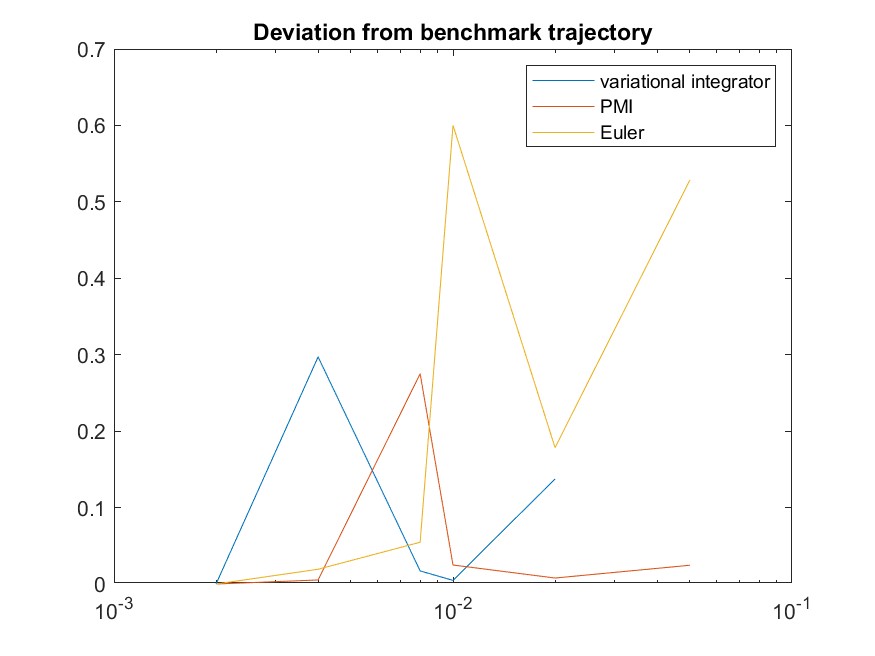 Deviation from benchmark trajectory
0.7
0.6
0.5
0.4
0.3
0.2
0.1
0
variational integrator
PMI
Euler
10-3
10-2
10-1